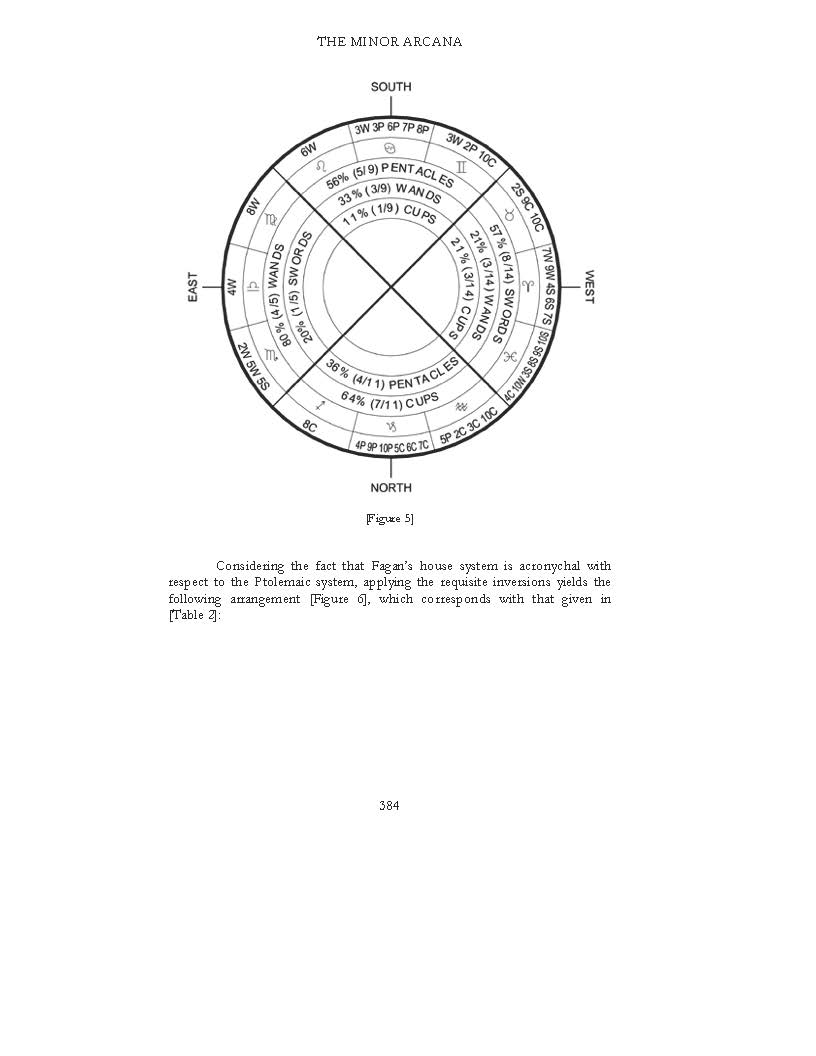 THE MINOR ARCANA
SOUTH
3W 3P 6P 7P 8P
3W 2P 10C
2S 9C 10C
7W 9W 4S 6S 7S
4C 10W 3S 8S 9S 10S
5P 2C 3C 10C
4P 9P 10P 5C 6C 7C
8C
2W 5W 5S
4W
8W
6W
♋
♊
♉
♈
♓
♒
♑
♐
♏
♎
♍
♌
56% (5/9) PENTACLES
33% (3/9) WANDS
11% (1/9) CUPS
57% (8/14) SWORDS
21% (3/14) WANDS
21% (3/14) CUPS
36% (4/11) PENTACLES
64% (7/11) CUPS
80% (4/5) WANDS
20% (1/5) SWORDS
EAST
WEST
NORTH
[Figure 5]
Considering the fact that Fagan's house system is acronychal with
respect to the Ptolemaic system, applying the requisite inversions yields the
following arrangement [Figure 6], which corresponds with that given in
[Table 2]:
384